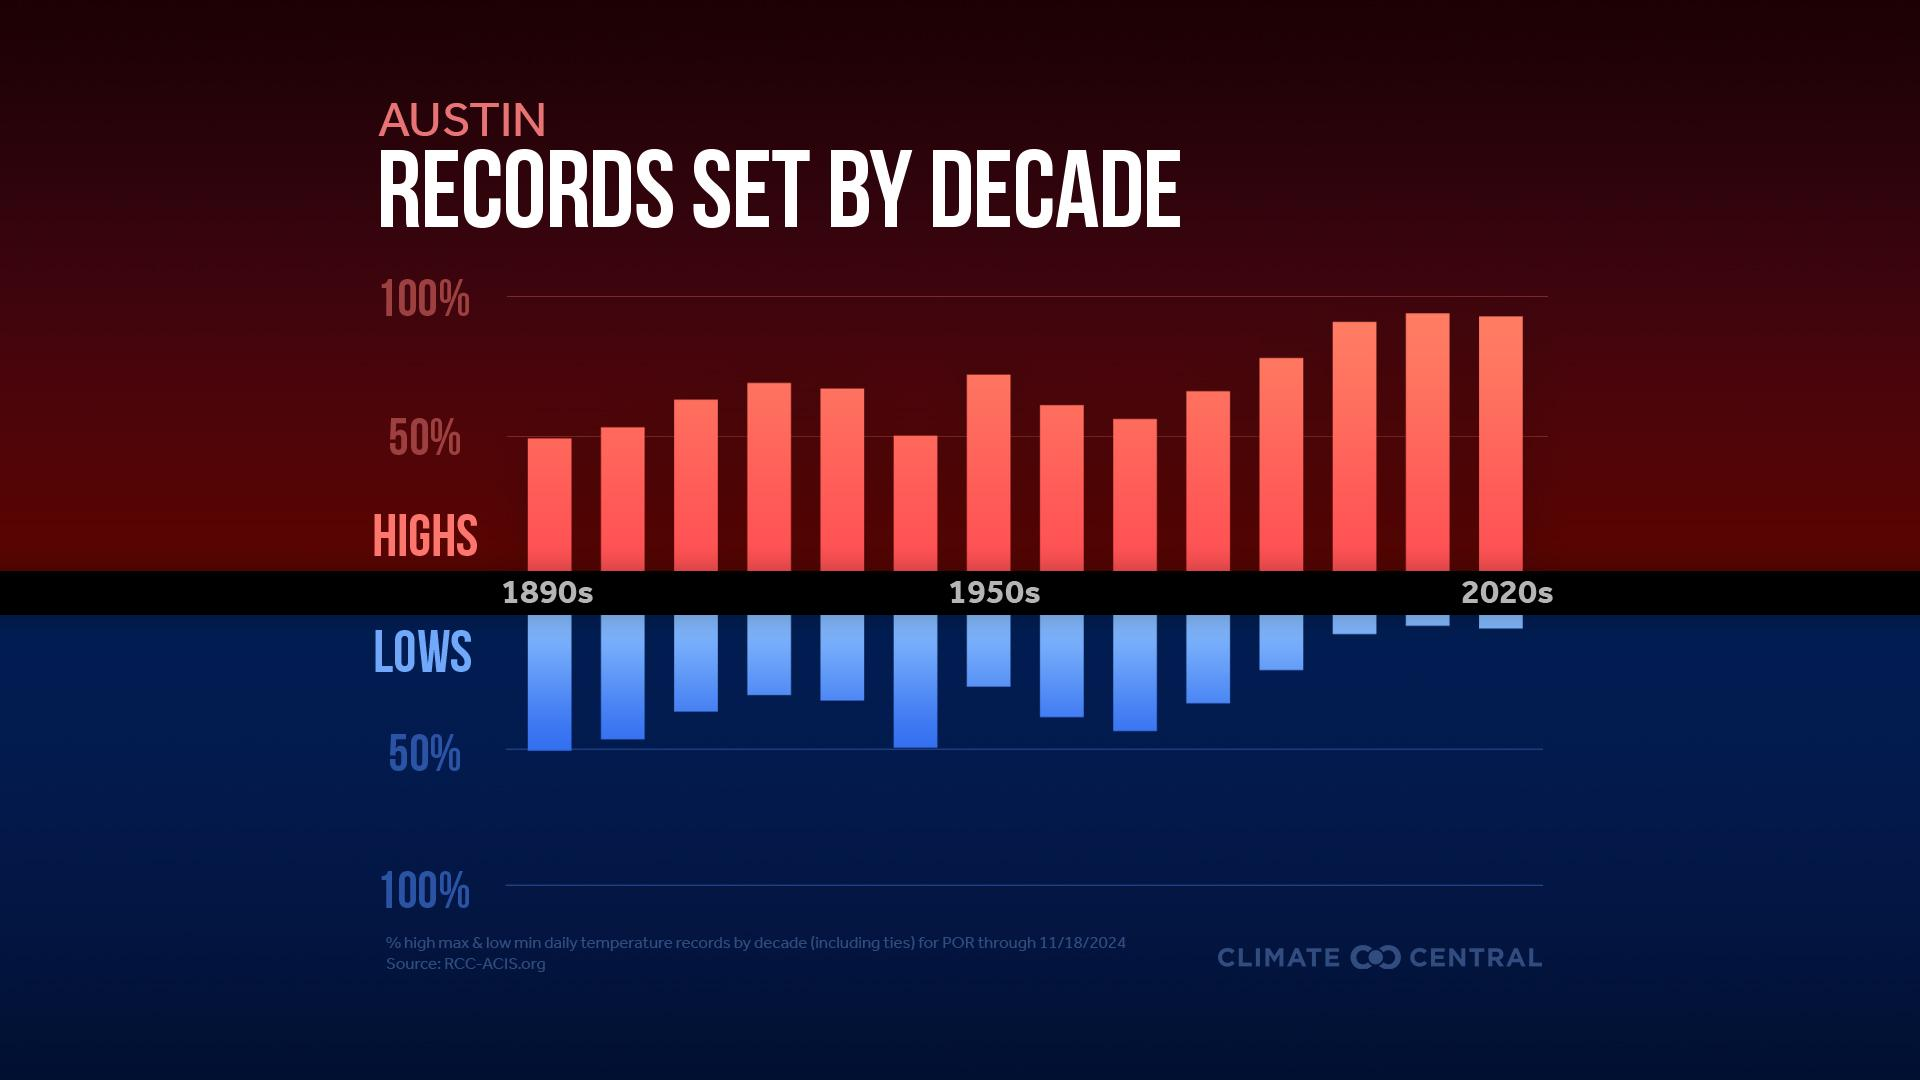 AUSTIN
RECORDS SET BY DECADE
100%
50%
HIGHS
1890s 1950s 2020s
LOWS
50%
100%
% high max & low min daily temperature records by decade (including ties) for POR through 11/18/2024
Source: RCC-ACIS.org
CLIMATE CENTRAL